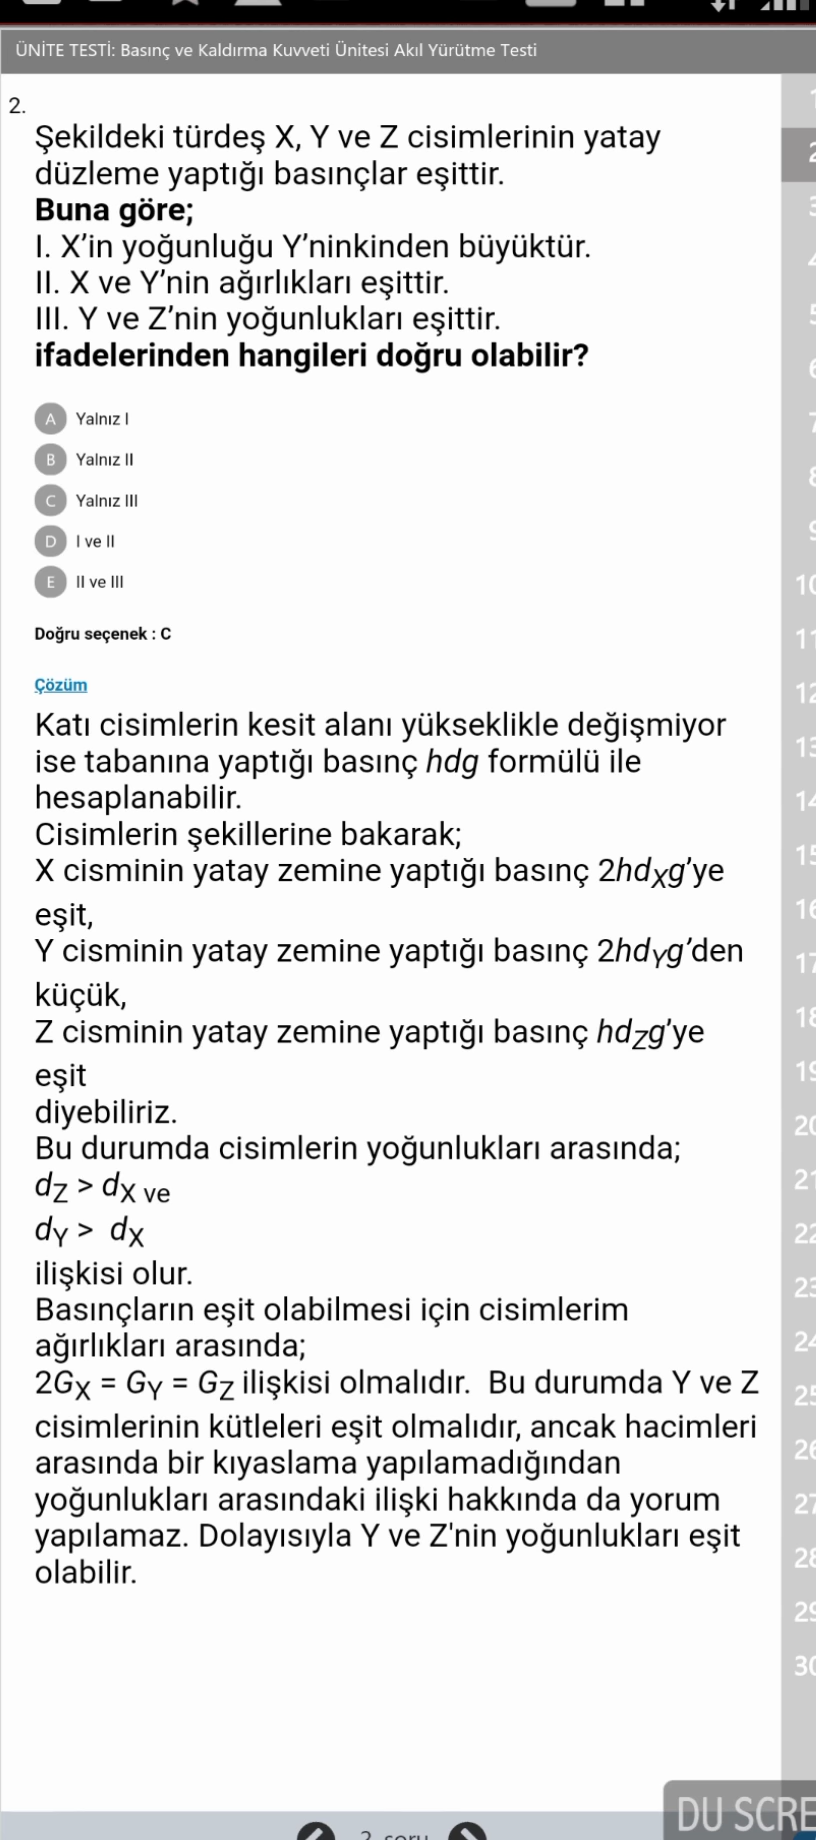 ÜNİTE TESTİ: Basınç ve Kaldırma Kuvveti Ünitesi Akıl Yürütme Testi
2.
Şekildeki türdeş X, Y ve Z cisimlerinin yatay
düzleme yaptığı basınçlar eşittir.
Buna göre;
I. X'in yoğunluğu Y'ninkinden büyüktür.
II. X ve Y'nin ağırlıkları eşittir.
III. Y ve Z'nin yoğunlukları eşittir.
ifadelerinden hangileri doğru olabilir?
A Yalnız I
B Yalnız II
C Yalnız III
D I ve II
E II ve III
Doğru seçenek : C
Çözüm
Katı cisimlerin kesit alanı yükseklikle değişmiyor
ise tabanına yaptığı basınç hdg formülü ile
hesaplanabilir.
Cisimlerin şekillerine bakarak;
X cisminin yatay zemine yaptığı basınç 2hdXg'ye
eşit,
Y cisminin yatay zemine yaptığı basınç 2hdYg'den
küçük,
Z cisminin yatay zemine yaptığı basınç hdZg'ye
eşit
diyebiliriz.
Bu durumda cisimlerin yoğunlukları arasında;
dZ > dX ve
dY > dX
ilişkisi olur.
Basınçların eşit olabilmesi için cisimlerim
ağırlıkları arasında;
2GX = GY = GZ ilişkisi olmalıdır. Bu durumda Y ve Z
cisimlerinin kütleleri eşit olmalıdır, ancak hacimleri
arasında bir kıyaslama yapılamadığından
yoğunlukları arasındaki ilişki hakkında da yorum
yapılamaz. Dolayısıyla Y ve Z'nin yoğunlukları eşit
olabilir.
DU SCRE